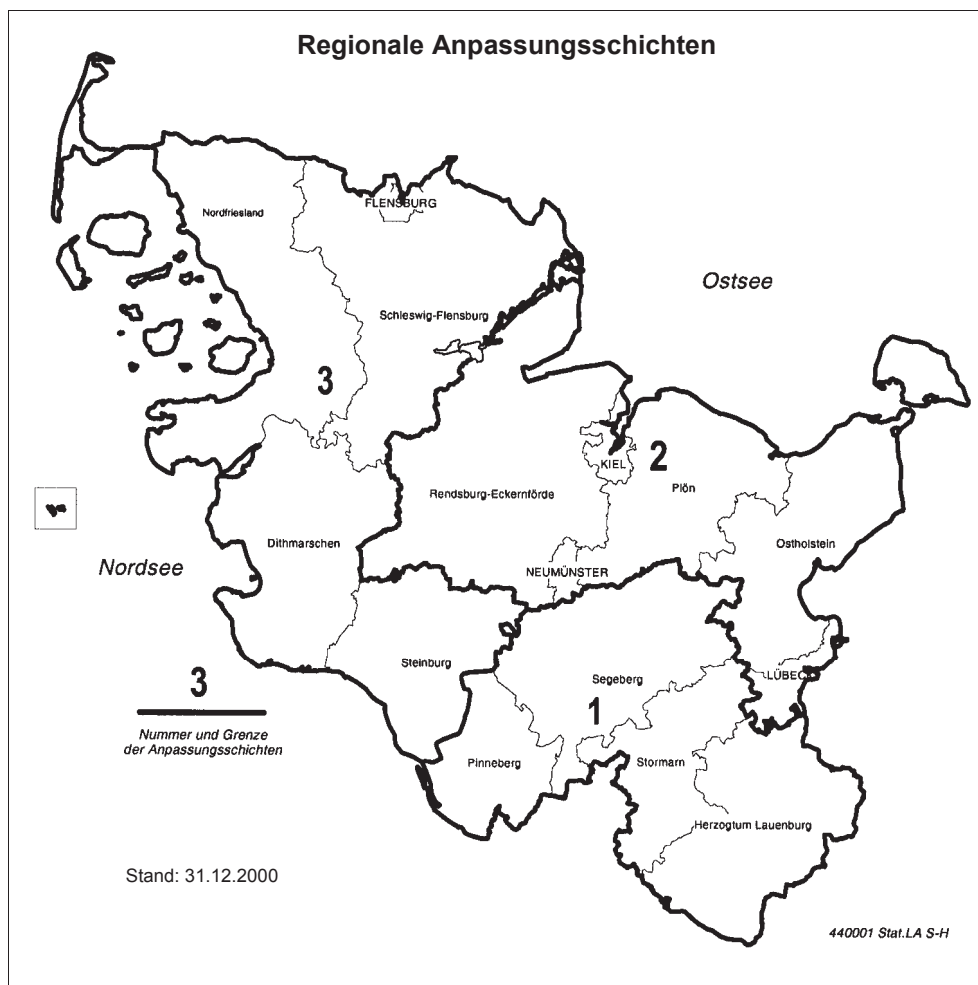 Regionale Anpassungsschichten
FLENSBURG
Nordfriesland
Ostsee
Schleswig-Flensburg
3
2
KIEL
Plön
Rendsburg-Eckernförde
Dithmarschen
Ostholstein
Nordsee
NEUMÜNSTER
Steinburg
LÜBECK
Segeberg
3
1
Nummer und Grenze
der Anpassungsschichten
Pinneberg
Stormarn
Herzogtum Lauenburg
Stand: 31.12.2000
440001 Stat.LA S-H